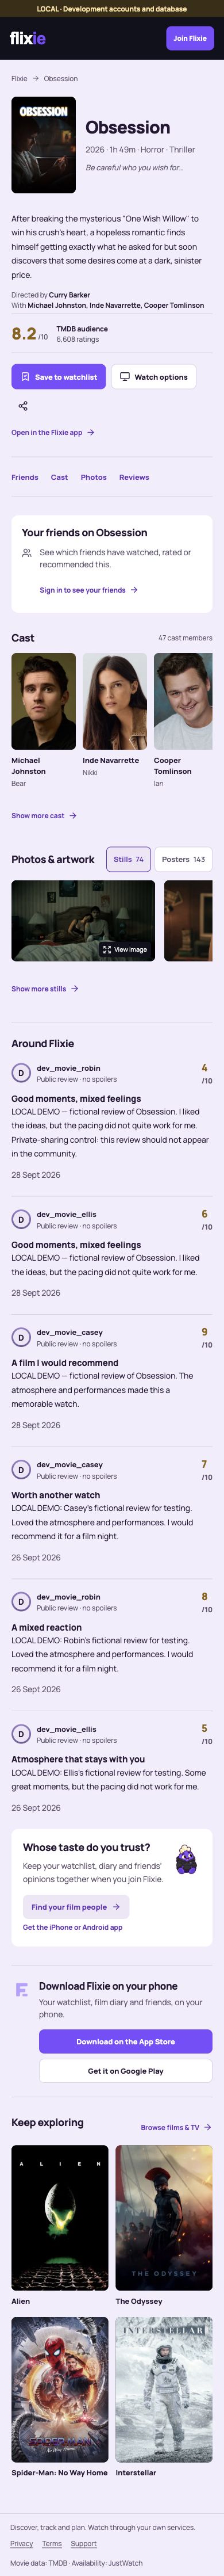 LOCAL · Development accounts and database
flixie
Join Flixie
Flixie → Obsession
OBSESSION
Obsession
2026 · 1h 49m · Horror · Thriller
Be careful who you wish for…
After breaking the mysterious "One Wish Willow" to
win his crush's heart, a hopeless romantic finds
himself getting exactly what he asked for but soon
discovers that some desires come at a dark, sinister
price.
Directed by Curry Barker
With Michael Johnston, Inde Navarrette, Cooper Tomlinson
8.2/10
TMDB audience
6,608 ratings
Save to watchlist
Watch options
Open in the Flixie app →
Friends Cast Photos Reviews
Your friends on Obsession
See which friends have watched, rated or
recommended this.
Sign in to see your friends →
Cast
47 cast members
Michael
Johnston
Bear
Inde Navarrette
Nikki
Cooper
Tomlinson
Ian
Show more cast →
Photos & artwork
Stills 74
Posters 143
View image
Show more stills →
Around Flixie
D
dev_movie_robin
Public review · no spoilers
4
/10
Good moments, mixed feelings
LOCAL DEMO — fictional review of Obsession. I liked
the ideas, but the pacing did not quite work for me.
Private-sharing control: this review should not appear
in the community.
28 Sept 2026
D
dev_movie_ellis
Public review · no spoilers
6
/10
Good moments, mixed feelings
LOCAL DEMO — fictional review of Obsession. I liked
the ideas, but the pacing did not quite work for me.
28 Sept 2026
D
dev_movie_casey
Public review · no spoilers
9
/10
A film I would recommend
LOCAL DEMO — fictional review of Obsession. The
atmosphere and performances made this a
memorable watch.
28 Sept 2026
D
dev_movie_casey
Public review · no spoilers
7
/10
Worth another watch
LOCAL DEMO: Casey's fictional review for testing.
Loved the atmosphere and performances. I would
recommend it for a film night.
26 Sept 2026
D
dev_movie_robin
Public review · no spoilers
8
/10
A mixed reaction
LOCAL DEMO: Robin's fictional review for testing.
Loved the atmosphere and performances. I would
recommend it for a film night.
26 Sept 2026
D
dev_movie_ellis
Public review · no spoilers
5
/10
Atmosphere that stays with you
LOCAL DEMO: Ellis's fictional review for testing. Some
great moments, but the pacing did not work for me.
26 Sept 2026
Whose taste do you trust?
Keep your watchlist, diary and friends'
opinions together when you join Flixie.
Find your film people →
Get the iPhone or Android app
Download Flixie on your phone
Your watchlist, film diary and friends, on your
phone.
Download on the App Store
Get it on Google Play
Keep exploring
Browse films & TV →
ALIEN
Alien
THE ODYSSEY
The Odyssey
SPIDER-MAN
Spider-Man: No Way Home
INTERSTELLAR
Interstellar
Discover, track and plan. Watch through your own services.
Privacy Terms Support
Movie data: TMDB · Availability: JustWatch